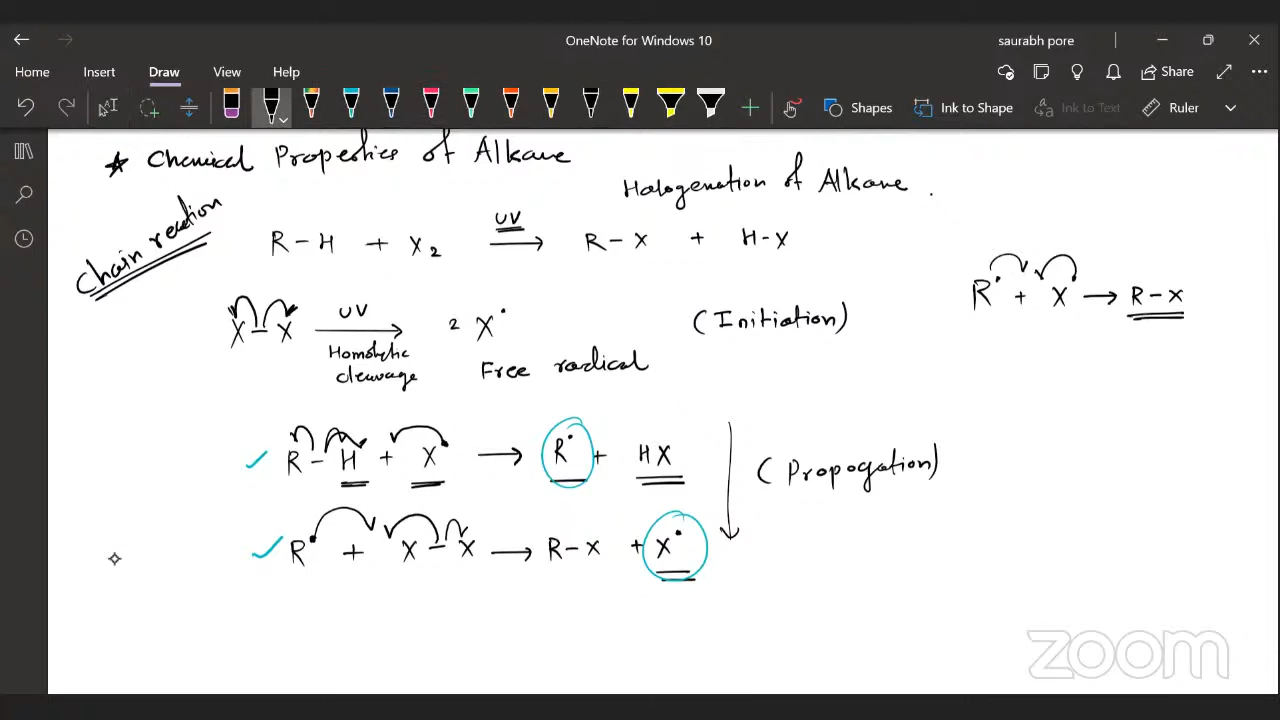 OneNote for Windows 10
saurabh pore
Home Insert Draw View Help
Share
Shapes Ink to Shape Ink to Text Ruler
Chemical Properties of Alkane
Halogenation of Alkane .
Chain reaction
R-H + X2 UV → R-X + H-X
R• + X → R-X
X-X UV → 2 X• (Initiation)
Homolytic
cleavage
Free radical
R-H + X → R• + HX
(Propogation)
R• + X-X → R-X + X•
zoom